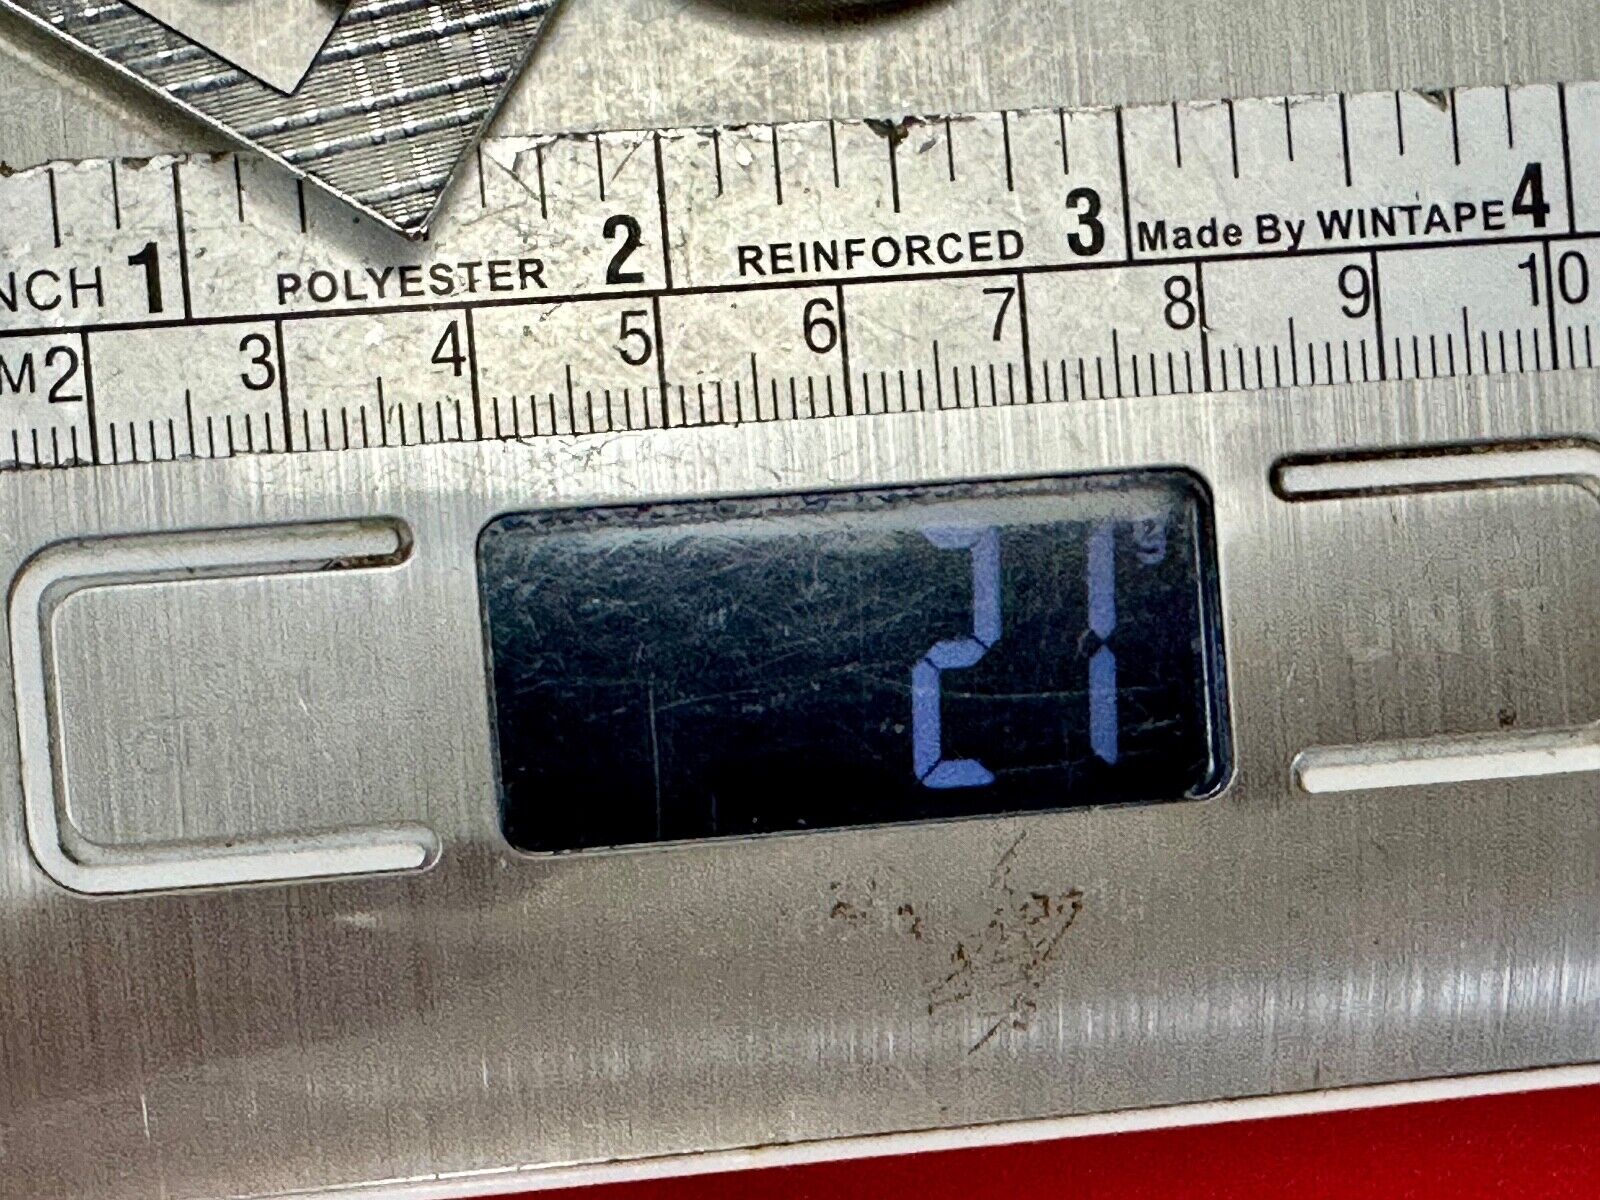 NCH 1 POLYESTER 2 REINFORCED 3 Made By WINTAPE 4
M 2 3 4 5 6 7 8 9 10
21 g